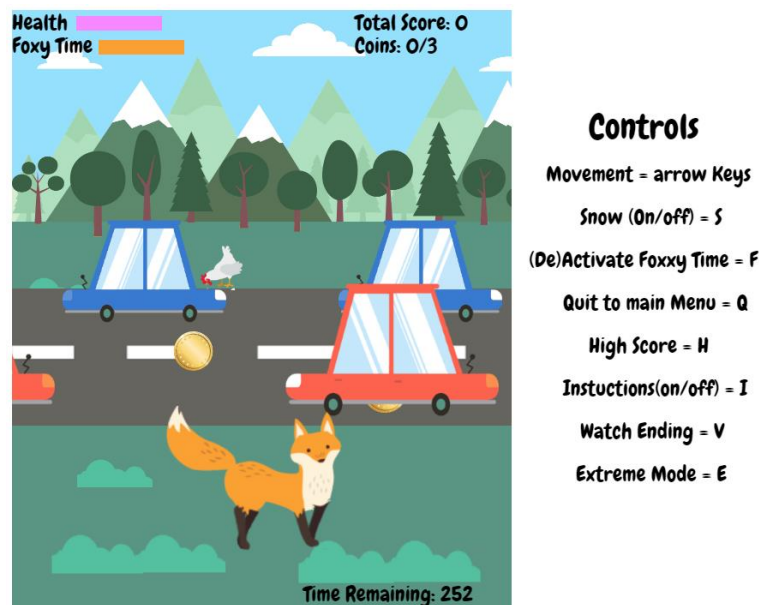 Health
Foxy Time
Total Score: 0
Coins: 0/3
Time Remaining: 252
Controls
Movement = arrow Keys
Snow (On/off) = S
(De)Activate Foxxy Time = F
Quit to main Menu = Q
High Score = H
Instuctions(on/off) = I
Watch Ending = V
Extreme Mode = E